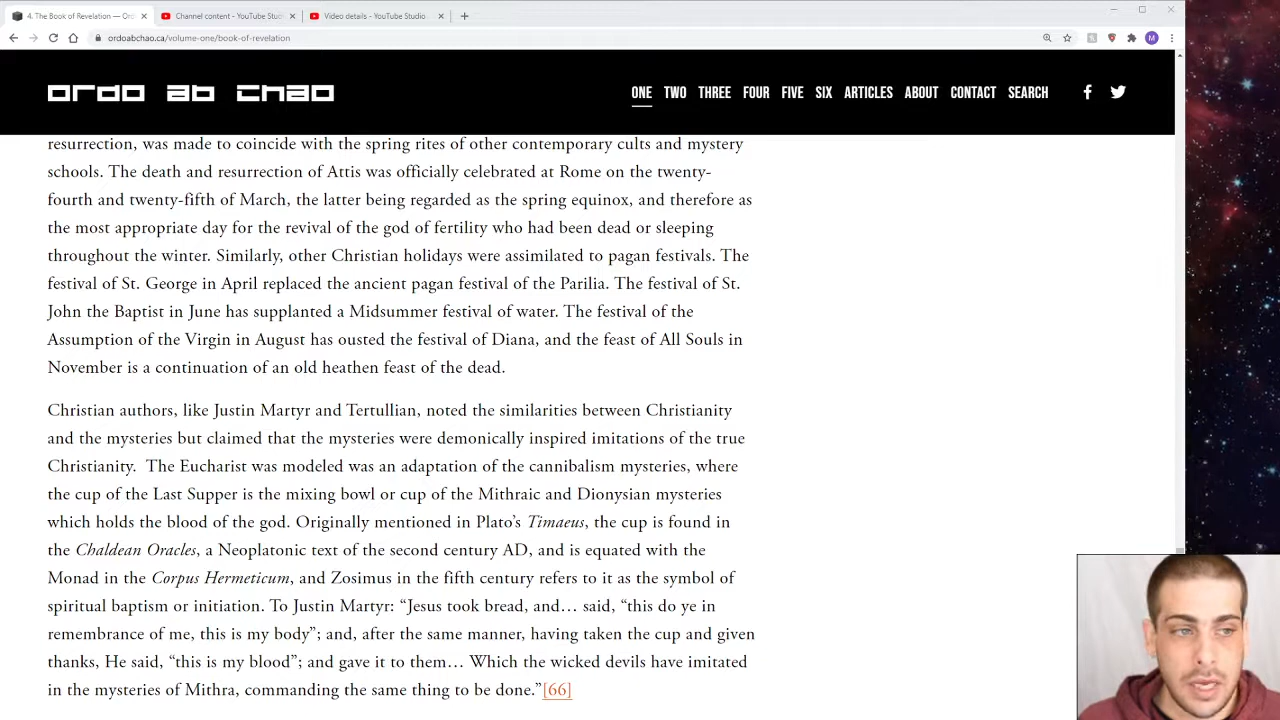 4. The Book of Revelation — Ord
Channel content - YouTube Stud
Video details - YouTube Studio
ordoabchao.ca/volume-one/book-of-revelation
M
ordo ab chao
ONE TWO THREE FOUR FIVE SIX ARTICLES ABOUT CONTACT SEARCH
resurrection, was made to coincide with the spring rites of other contemporary cults and mystery
schools. The death and resurrection of Attis was officially celebrated at Rome on the twenty-
fourth and twenty-fifth of March, the latter being regarded as the spring equinox, and therefore as
the most appropriate day for the revival of the god of fertility who had been dead or sleeping
throughout the winter. Similarly, other Christian holidays were assimilated to pagan festivals. The
festival of St. George in April replaced the ancient pagan festival of the Parilia. The festival of St.
John the Baptist in June has supplanted a Midsummer festival of water. The festival of the
Assumption of the Virgin in August has ousted the festival of Diana, and the feast of All Souls in
November is a continuation of an old heathen feast of the dead.
Christian authors, like Justin Martyr and Tertullian, noted the similarities between Christianity
and the mysteries but claimed that the mysteries were demonically inspired imitations of the true
Christianity.  The Eucharist was modeled was an adaptation of the cannibalism mysteries, where
the cup of the Last Supper is the mixing bowl or cup of the Mithraic and Dionysian mysteries
which holds the blood of the god. Originally mentioned in Plato’s Timaeus, the cup is found in
the Chaldean Oracles, a Neoplatonic text of the second century AD, and is equated with the
Monad in the Corpus Hermeticum, and Zosimus in the fifth century refers to it as the symbol of
spiritual baptism or initiation. To Justin Martyr: “Jesus took bread, and… said, “this do ye in
remembrance of me, this is my body”; and, after the same manner, having taken the cup and given
thanks, He said, “this is my blood”; and gave it to them… Which the wicked devils have imitated
in the mysteries of Mithra, commanding the same thing to be done.”[66]